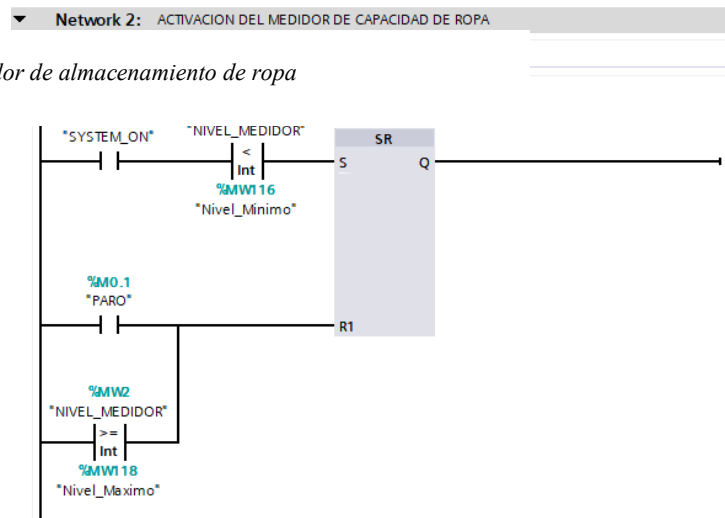 Network 2: ACTIVACION DEL MEDIDOR DE CAPACIDAD DE ROPA
de almacenamiento de ropa
"SYSTEM_ON"
"NIVEL_MEDIDOR"
<
Int
%MW116
"Nivel_Minimo"
SR
S
Q
R1
%M0.1
"PARO"
%MW2
"NIVEL_MEDIDOR"
>=
Int
%MW118
"Nivel_Maximo"